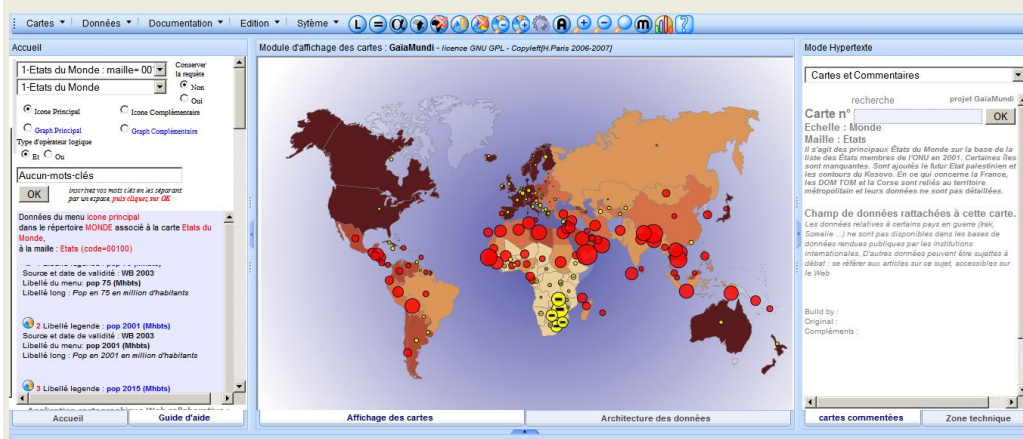 Cartes Données Documentation Edition Sytème L = α A m ?
Accueil
1-Etats du Monde : maille= 00
Conserver
la requête
Non
Oui
1-Etats du Monde
Icone Principal Icone Complémentaire
Graph Principal Graph Complémentaire
Type d'opérateur logique
Et Ou
Aucun-mots-clés
OK
inscrivez vos mots clés en les séparant
par un espace, puis cliquez sur OK
Données du menu icone principal
dans le répertoire MONDE associé à la carte Etats du
Monde,
à la maille : Etats (code=00100)
Source et date de validité : WB 2003
Libellé du menu: pop 75 (Mhbts)
Libellé long : Pop en 75 en million d'habitants
2 Libellé legende : pop 2001 (Mhbts)
Source et date de validité : WB 2003
Libellé du menu: pop 2001 (Mhbts)
Libellé long : Pop en 2001 en million d'habitants
3 Libellé legende : pop 2015 (Mhbts)
Accueil Guide d'aide
Module d'affichage des cartes : GaïaMundi - licence GNU GPL - Copyleft[H.Paris 2006-2007]
Affichage des cartes Architecture des données
Mode Hypertexte
Cartes et Commentaires
recherche projet GaïaMundi
Carte n° OK
Echelle : Monde
Maille : Etats
Il s'agit des principaux États du Monde sur la base de la
liste des États membres de l'ONU en 2001. Certaines îles
sont manquantes. Sont ajoutés le futur Etat palestinien et
les contours du Kosovo. En ce qui concerne la France,
les DOM TOM et la Corse sont reliés au territoire
métropolitain et leurs données ne sont pas détaillées.
Champ de données rattachées à cette carte.
Les données relatives à certains pays en guerre (Irak,
Somalie ...) ne sont pas disponibles dans les bases de
données rendues publiques par les institutions
internationales. D'autres données peuvent être sujettes à
débat : se référer aux articles sur ce sujet, accessibles sur
le Web
Build by :
Original :
Compléments :
cartes commentées Zone technique